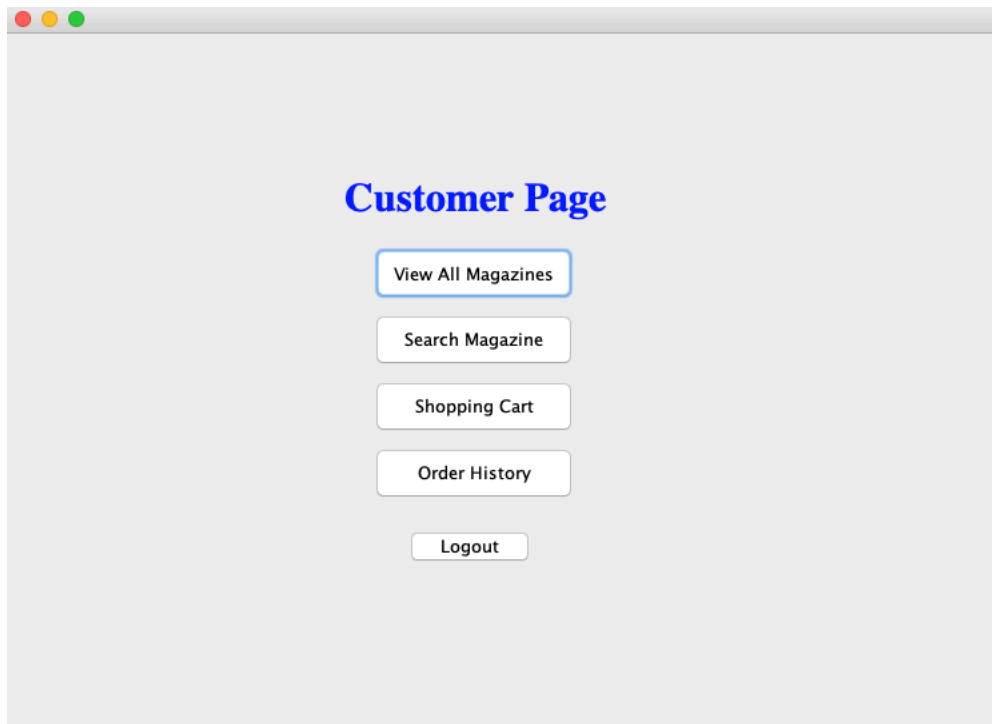 Customer Page
View All Magazines
Search Magazine
Shopping Cart
Order History
Logout